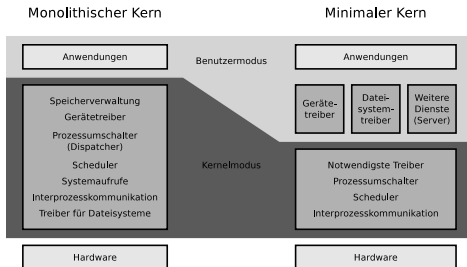 Monolithischer Kern
Minimaler Kern
Anwendungen
Benutzermodus
Anwendungen
Speicherverwaltung
Gerätetreiber
Prozessumschalter
(Dispatcher)
Scheduler
Systemaufrufe
Interprozesskommunikation
Treiber für Dateisysteme
Kernelmodus
Geräte-
treiber
Datei-
system-
treiber
Weitere
Dienste
(Server)
Notwendigste Treiber
Prozessumschalter
Scheduler
Interprozesskommunikation
Hardware
Hardware